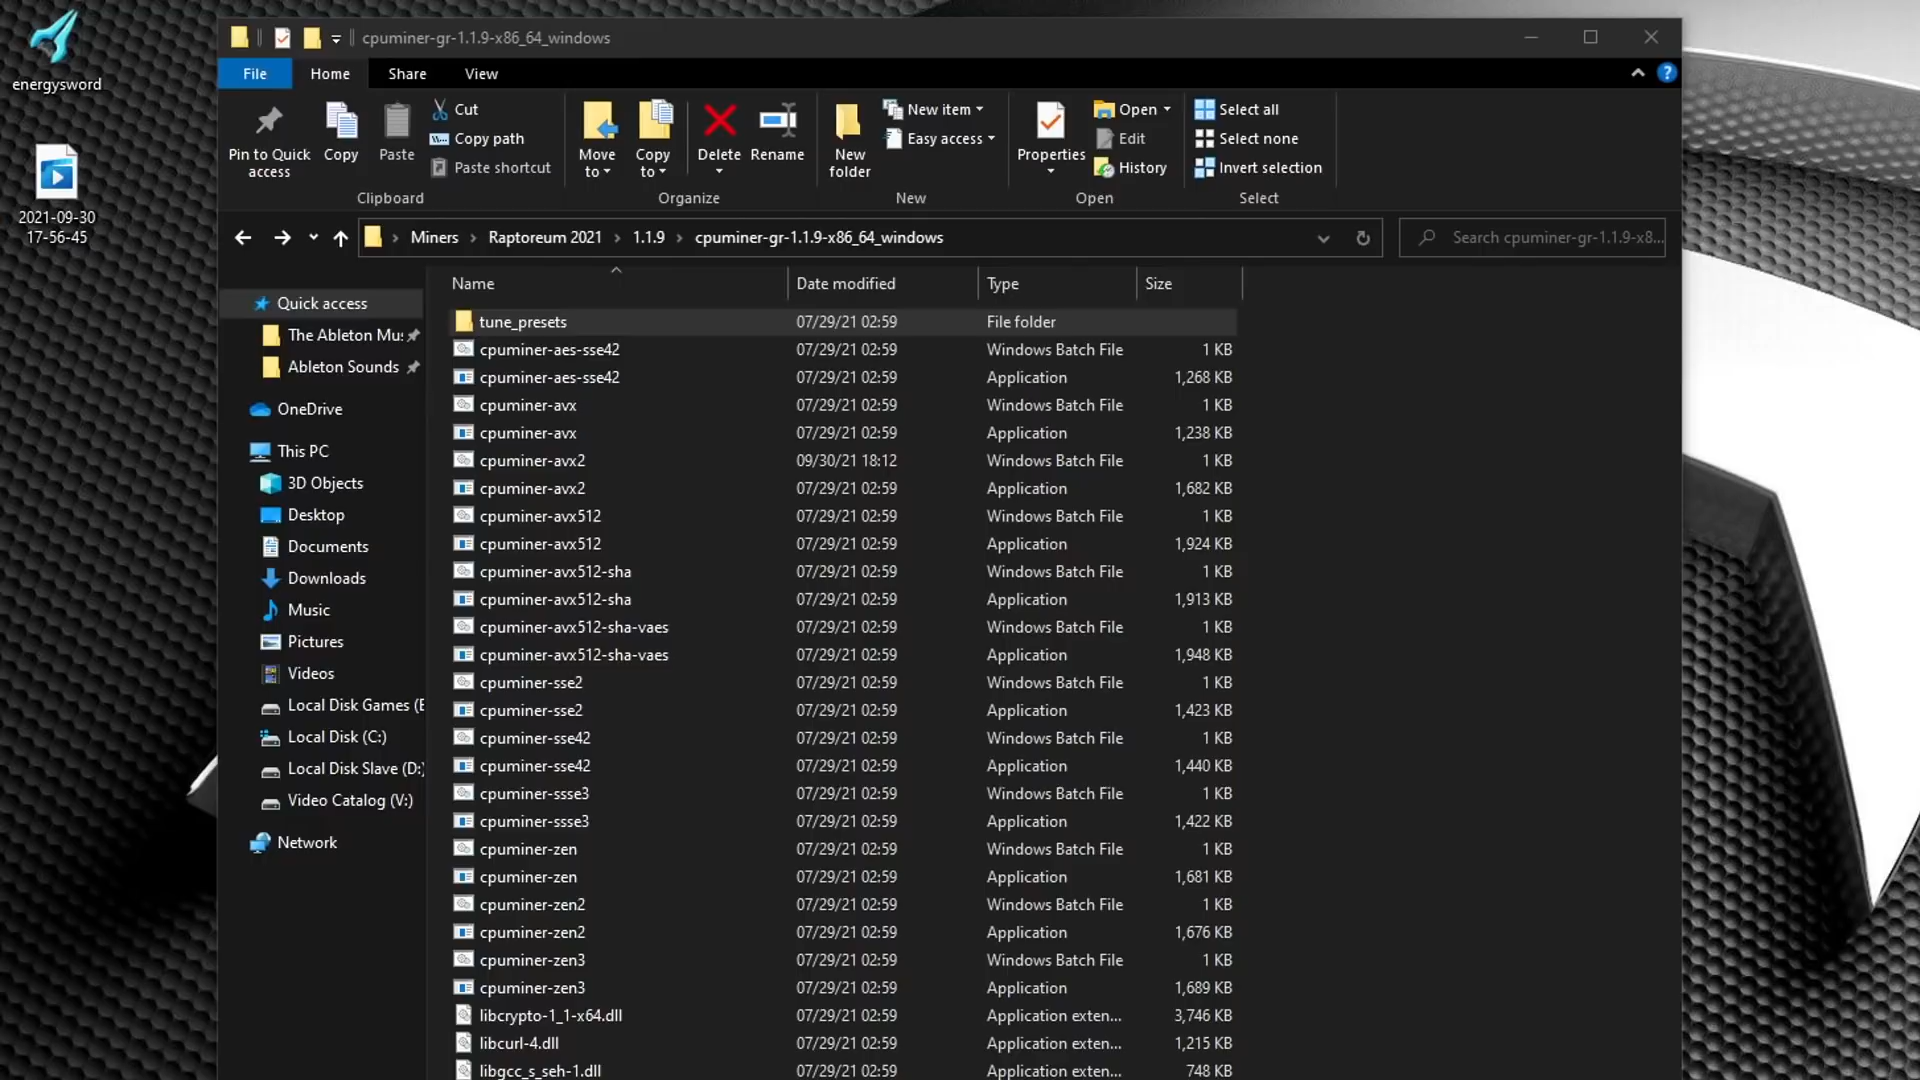 energysword
2021-09-30
17-56-45
cpuminer-gr-1.1.9-x86_64_windows
File Home Share View
Pin to Quick
access
Copy
Paste
Cut
Copy path
Paste shortcut
Clipboard
Move
to
Copy
to
Delete
Rename
Organize
New
folder
New item
Easy access
New
Properties
Open
Edit
History
Open
Select all
Select none
Invert selection
Select
Miners Raptoreum 2021 1.1.9 cpuminer-gr-1.1.9-x86_64_windows
Search cpuminer-gr-1.1.9-x8...
Quick access
The Ableton Mu:
Ableton Sounds
OneDrive
This PC
3D Objects
Desktop
Documents
Downloads
Music
Pictures
Videos
Local Disk Games (E
Local Disk (C:)
Local Disk Slave (D:)
Video Catalog (V:)
Network
Name Date modified Type Size
tune_presets 07/29/21 02:59 File folder
cpuminer-aes-sse42 07/29/21 02:59 Windows Batch File 1 KB
cpuminer-aes-sse42 07/29/21 02:59 Application 1,268 KB
cpuminer-avx 07/29/21 02:59 Windows Batch File 1 KB
cpuminer-avx 07/29/21 02:59 Application 1,238 KB
cpuminer-avx2 09/30/21 18:12 Windows Batch File 1 KB
cpuminer-avx2 07/29/21 02:59 Application 1,682 KB
cpuminer-avx512 07/29/21 02:59 Windows Batch File 1 KB
cpuminer-avx512 07/29/21 02:59 Application 1,924 KB
cpuminer-avx512-sha 07/29/21 02:59 Windows Batch File 1 KB
cpuminer-avx512-sha 07/29/21 02:59 Application 1,913 KB
cpuminer-avx512-sha-vaes 07/29/21 02:59 Windows Batch File 1 KB
cpuminer-avx512-sha-vaes 07/29/21 02:59 Application 1,948 KB
cpuminer-sse2 07/29/21 02:59 Windows Batch File 1 KB
cpuminer-sse2 07/29/21 02:59 Application 1,423 KB
cpuminer-sse42 07/29/21 02:59 Windows Batch File 1 KB
cpuminer-sse42 07/29/21 02:59 Application 1,440 KB
cpuminer-ssse3 07/29/21 02:59 Windows Batch File 1 KB
cpuminer-ssse3 07/29/21 02:59 Application 1,422 KB
cpuminer-zen 07/29/21 02:59 Windows Batch File 1 KB
cpuminer-zen 07/29/21 02:59 Application 1,681 KB
cpuminer-zen2 07/29/21 02:59 Windows Batch File 1 KB
cpuminer-zen2 07/29/21 02:59 Application 1,676 KB
cpuminer-zen3 07/29/21 02:59 Windows Batch File 1 KB
cpuminer-zen3 07/29/21 02:59 Application 1,689 KB
libcrypto-1_1-x64.dll 07/29/21 02:59 Application exten... 3,746 KB
libcurl-4.dll 07/29/21 02:59 Application exten... 1,215 KB
libgcc_s_seh-1.dll 07/29/21 02:59 Application exten... 748 KB